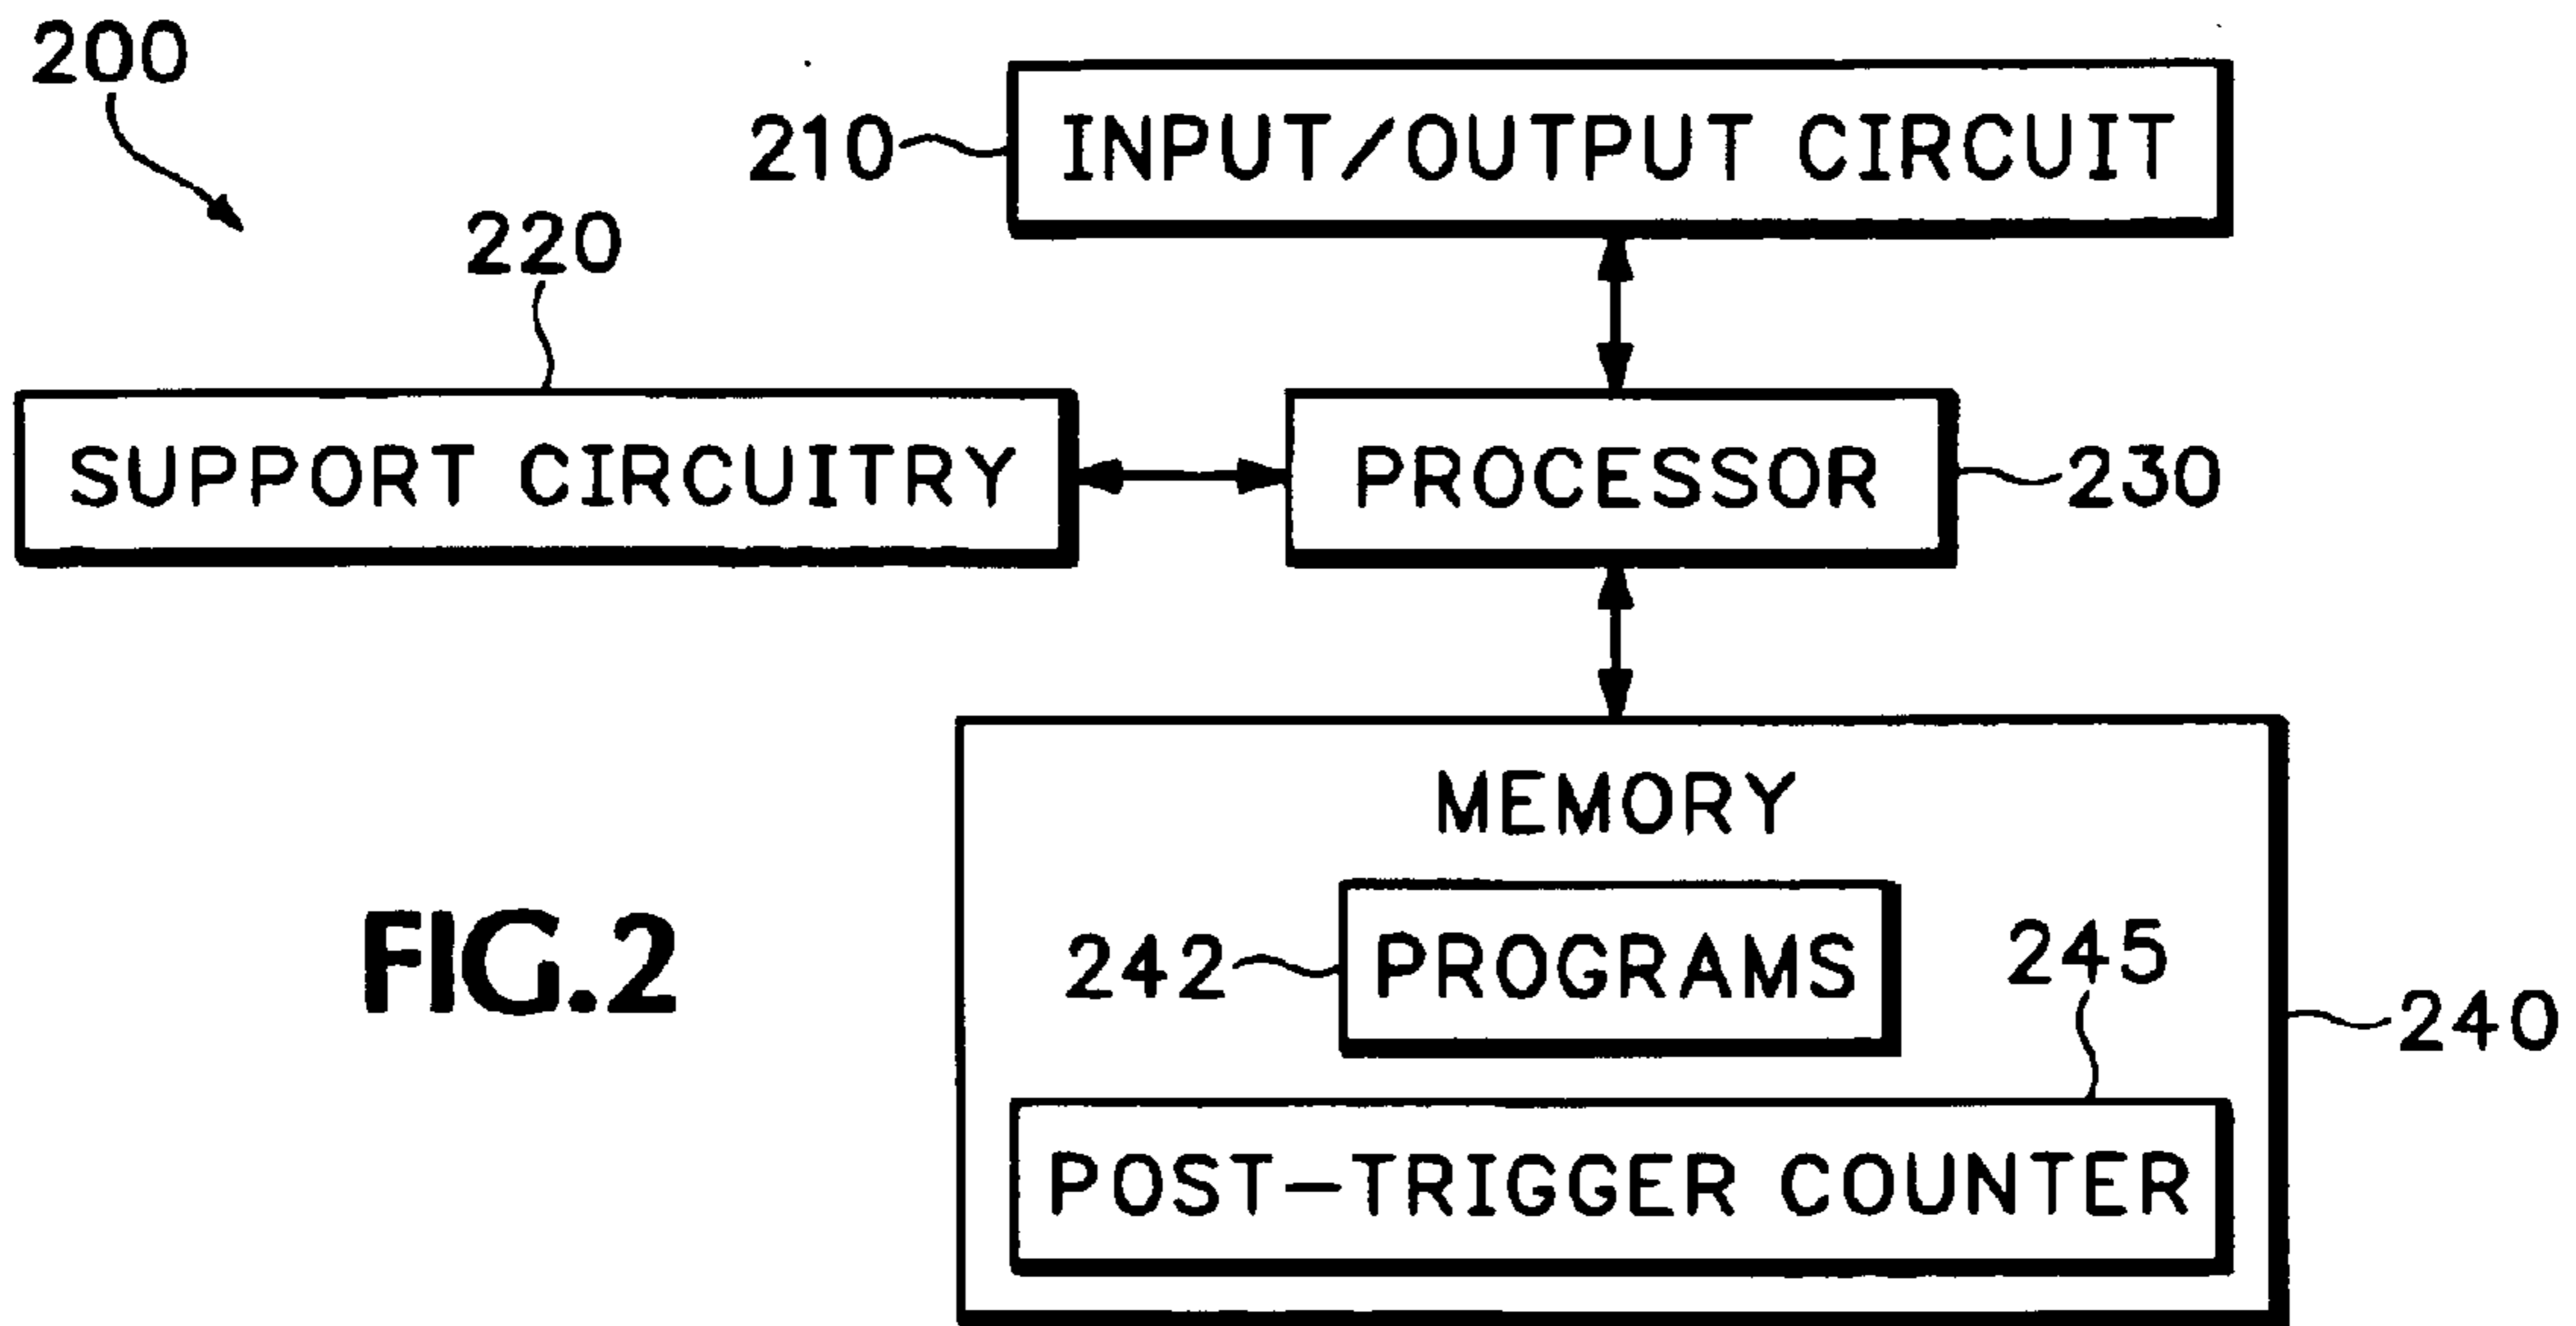 200
210 INPUT/OUTPUT CIRCUIT
220
SUPPORT CIRCUITRY
PROCESSOR 230
MEMORY
242 PROGRAMS
245
240
POST-TRIGGER COUNTER
FIG.2